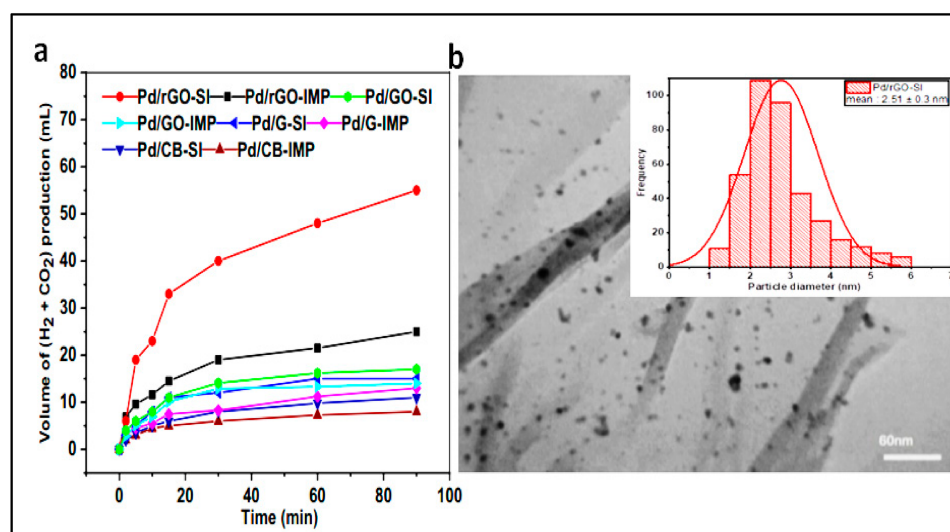 a
b
80
70
60
50
40
30
20
10
0
Volume of (H₂ + CO₂) production (mL)
Pd/rGO-SI Pd/rGO-IMP Pd/GO-SI
Pd/GO-IMP Pd/G-SI Pd/G-IMP
Pd/CB-SI Pd/CB-IMP
0 20 40 60 80 100
Time (min)
100
80
60
40
20
0
Frequency
Pd/rGO-SI
mean : 2.51 ± 0.3 nm
0 1 2 3 4 5 6
Particle diameter (nm)
60nm